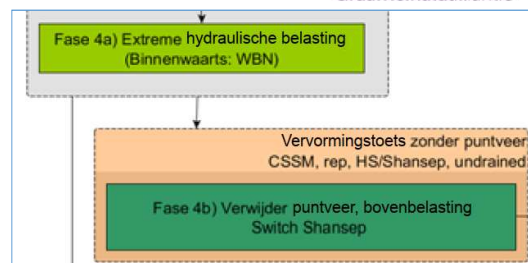 Fase 4a) Extreme hydraulische belasting
(Binnenwaarts: WBN)
Vervormingstoets zonder puntveer
CSSM, rep, HS/Shansep, undrained
Fase 4b) Verwijder puntveer, bovenbelasting
Switch Shansep